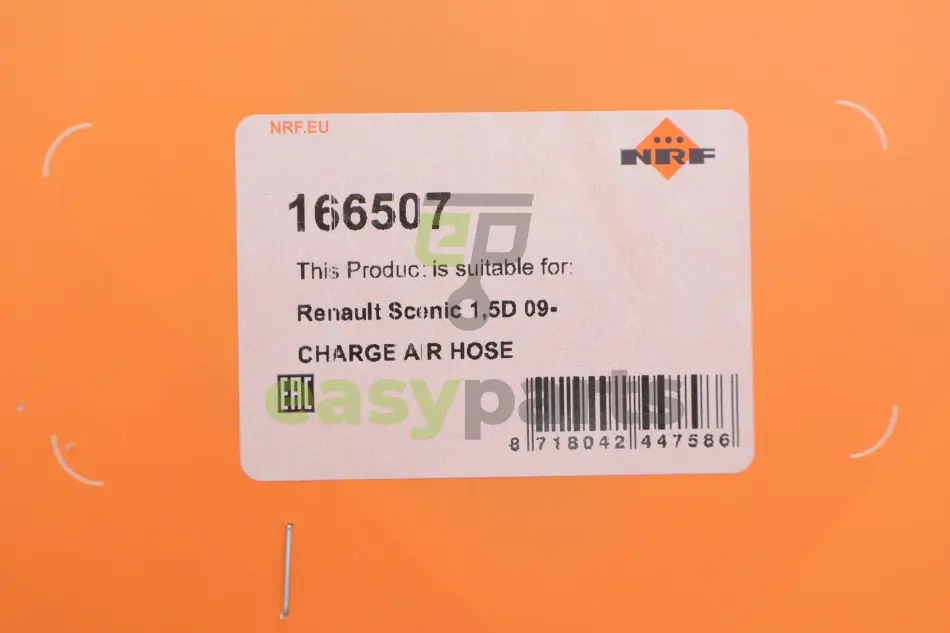 NRF.EU
NRF
166507
This Product is suitable for:
Renault Scenic 1,5D 09-
CHARGE AIR HOSE
EAC
easyparts
8 718042 447586